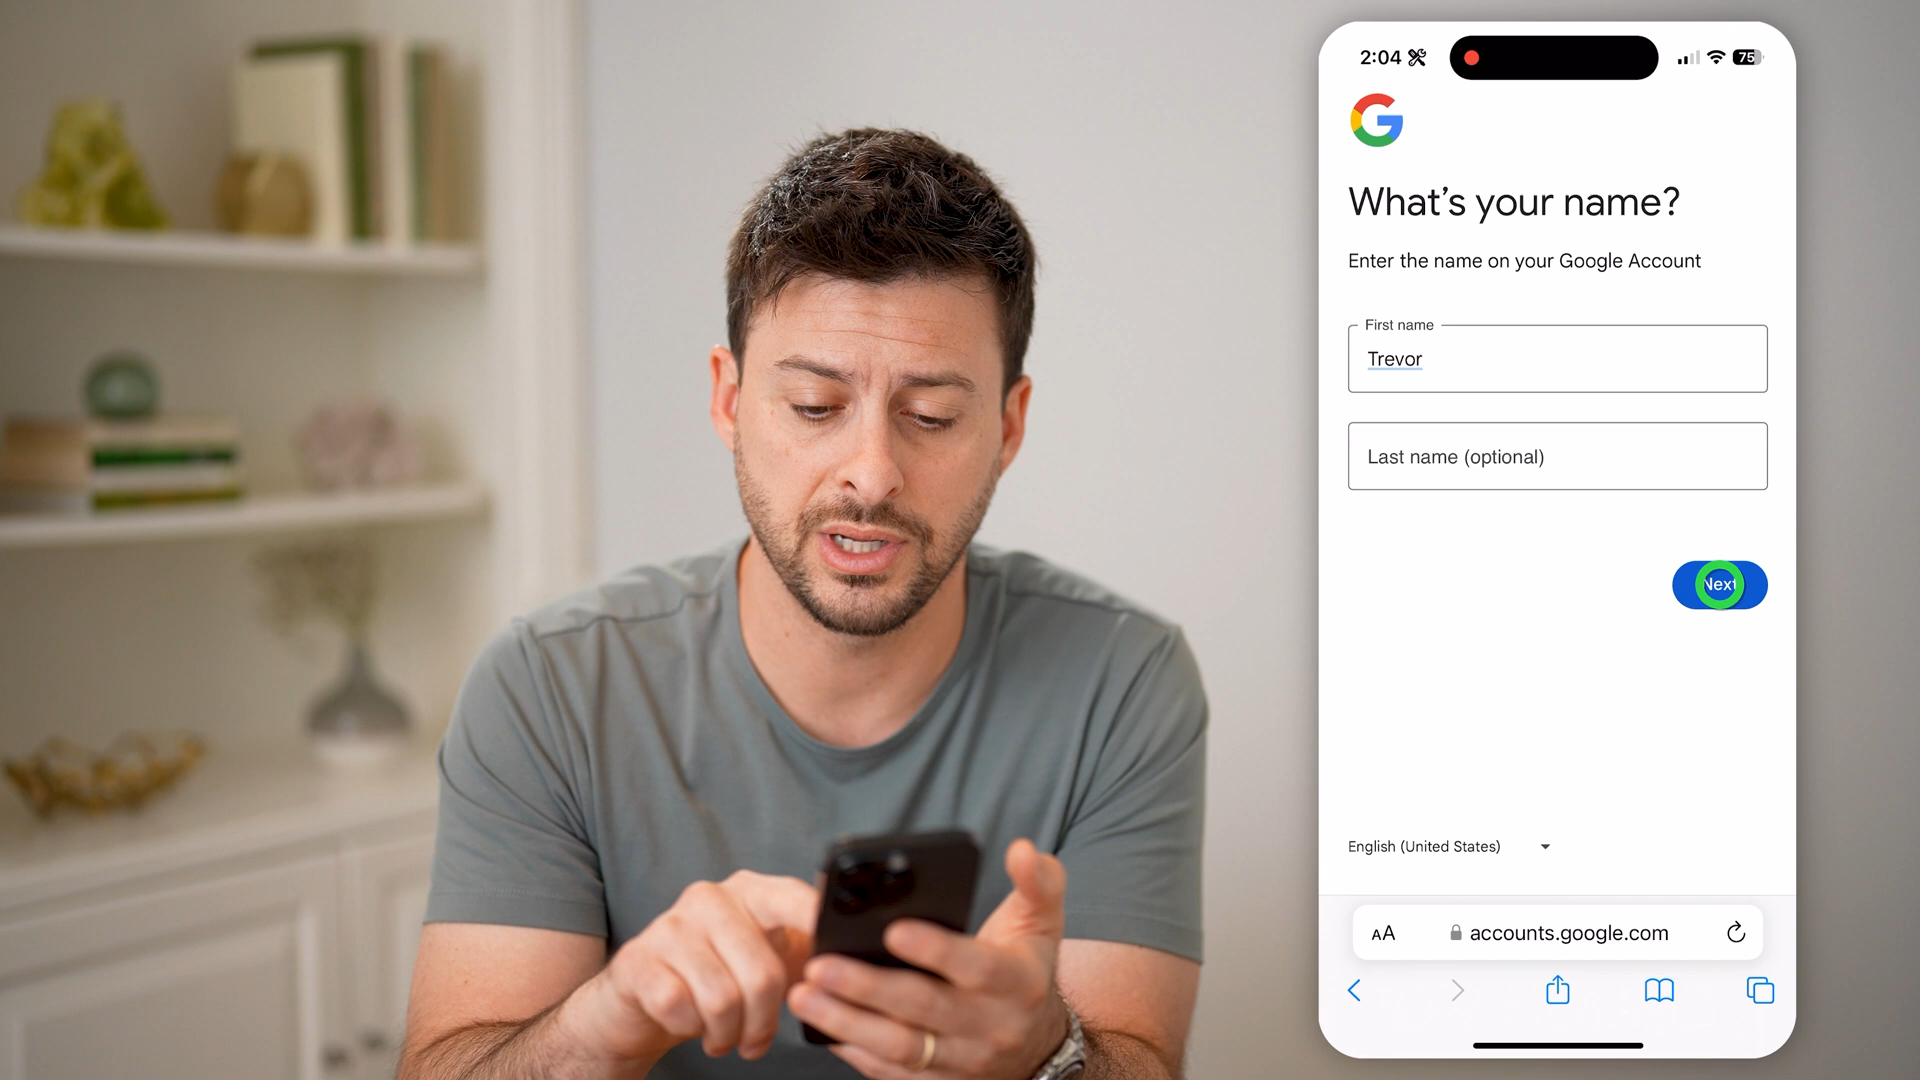 2:04
75
What's your name?
Enter the name on your Google Account
First name
Trevor
Last name (optional)
Next
English (United States)
AA
accounts.google.com